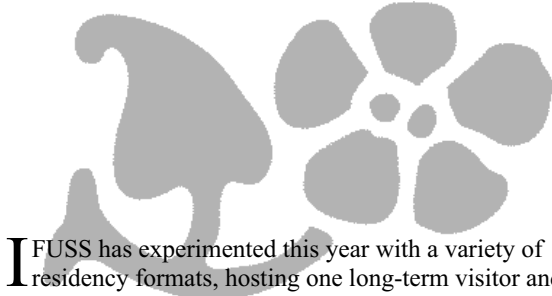 IFUSS has experimented this year with a variety of
residency formats, hosting one long-term visitor and